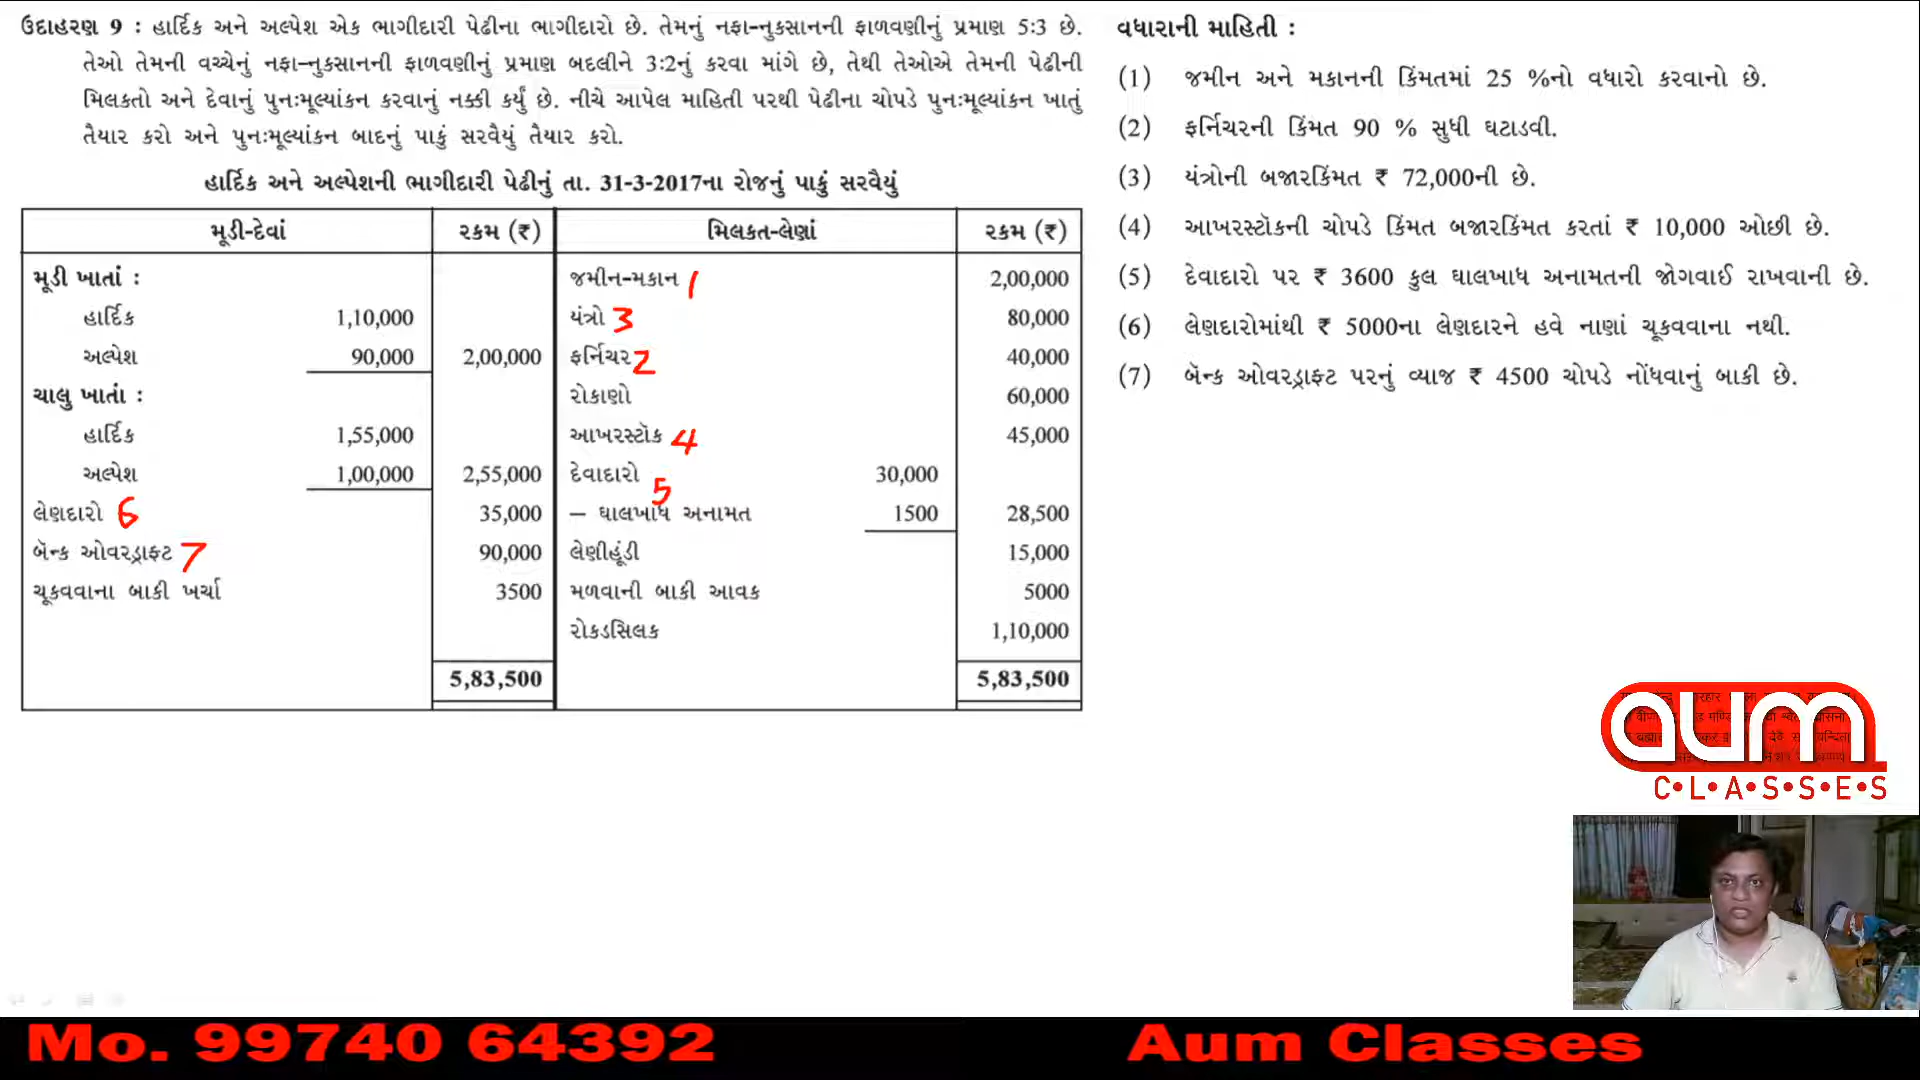 ઉદાહરણ 9 : હાર્દિક અને અલ્પેશ એક ભાગીદારી પેઢીના ભાગીદારો છે. તેમનું નફા-નુકસાનની ફાળવણીનું પ્રમાણ 5:3 છે.
તેઓ તેમની વચ્ચેનું નફા-નુકસાનની ફાળવણીનું પ્રમાણ બદલીને 3:2નું કરવા માંગે છે, તેથી તેઓએ તેમની પેઢીની
મિલકતો અને દેવાનું પુનઃમૂલ્યાંકન કરવાનું નક્કી કર્યું છે. નીચે આપેલ માહિતી પરથી પેઢીના ચોપડે પુનઃમૂલ્યાંકન ખાતું
તૈયાર કરો અને પુનઃમૂલ્યાંકન બાદનું પાકું સરવૈયું તૈયાર કરો.
હાર્દિક અને અલ્પેશની ભાગીદારી પેઢીનું તા. 31-3-2017ના રોજનું પાકું સરવૈયું
મૂડી-દેવાં રકમ (₹) મિલકત-લેણાં રકમ (₹)
મૂડી ખાતાં : જમીન-મકાન 1 2,00,000
હાર્દિક 1,10,000 યંત્રો 3 80,000
અલ્પેશ 90,000 2,00,000 ફર્નિચર 2 40,000
ચાલુ ખાતાં : રોકાણો 60,000
હાર્દિક 1,55,000 આખરસ્ટૉક 4 45,000
અલ્પેશ 1,00,000 2,55,000 દેવાદારો 5 30,000
લેણદારો 6 35,000 – ઘાલખાધ અનામત 1500 28,500
બૅન્ક ઓવરડ્રાફ્ટ 7 90,000 લેણીહૂંડી 15,000
ચૂકવવાના બાકી ખર્ચા 3500 મળવાની બાકી આવક 5000
રોકડસિલક 1,10,000
5,83,500 5,83,500
વધારાની માહિતી :
(1) જમીન અને મકાનની કિંમતમાં 25 %નો વધારો કરવાનો છે.
(2) ફર્નિચરની કિંમત 90 % સુધી ઘટાડવી.
(3) યંત્રોની બજારકિંમત ₹ 72,000ની છે.
(4) આખરસ્ટૉકની ચોપડે કિંમત બજારકિંમત કરતાં ₹ 10,000 ઓછી છે.
(5) દેવાદારો પર ₹ 3600 કુલ ઘાલખાધ અનામતની જોગવાઈ રાખવાની છે.
(6) લેણદારોમાંથી ₹ 5000ના લેણદારને હવે નાણાં ચૂકવવાના નથી.
(7) બૅન્ક ઓવરડ્રાફ્ટ પરનું વ્યાજ ₹ 4500 ચોપડે નોંધવાનું બાકી છે.
aum
C•L•A•S•S•E•S
Mo. 99740 64392 Aum Classes